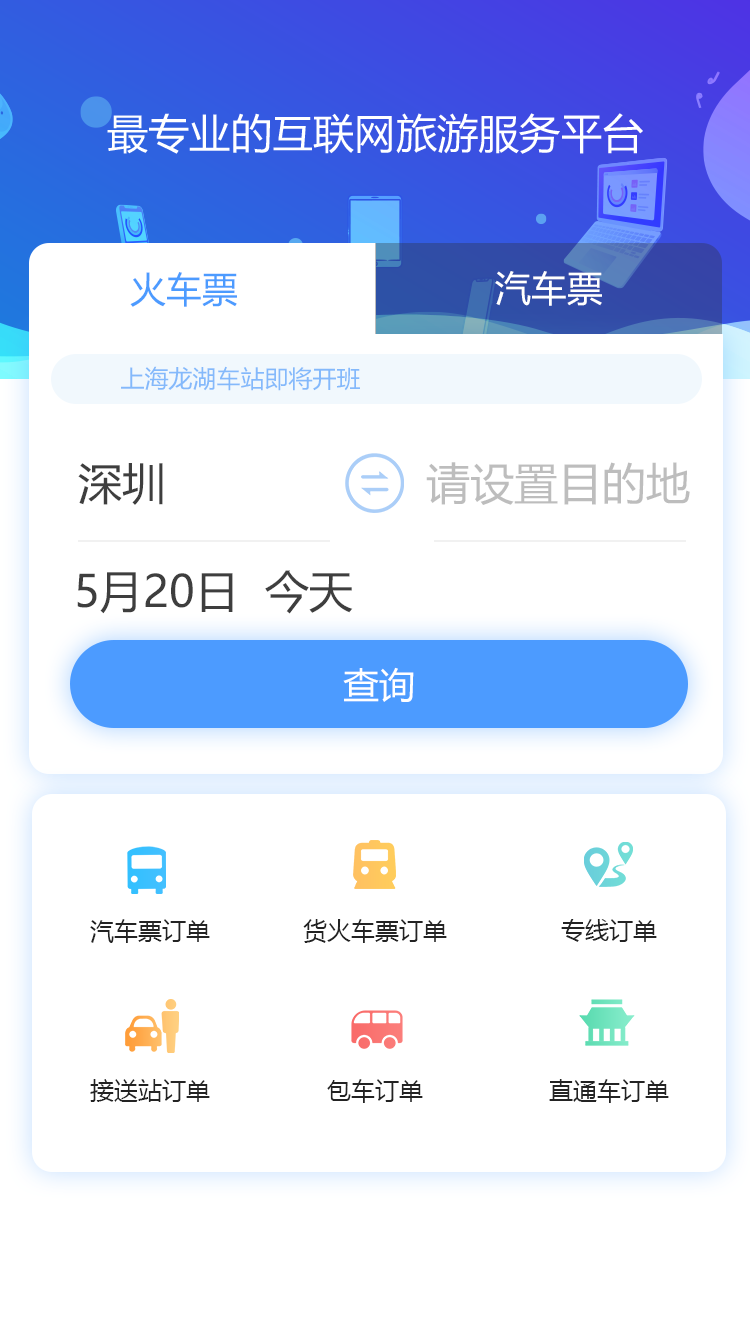 最专业的互联网旅游服务平台
火车票 汽车票
上海龙湖车站即将开班
深圳 请设置目的地
5月20日 今天
查询
汽车票订单 货火车票订单 专线订单
接送站订单 包车订单 直通车订单